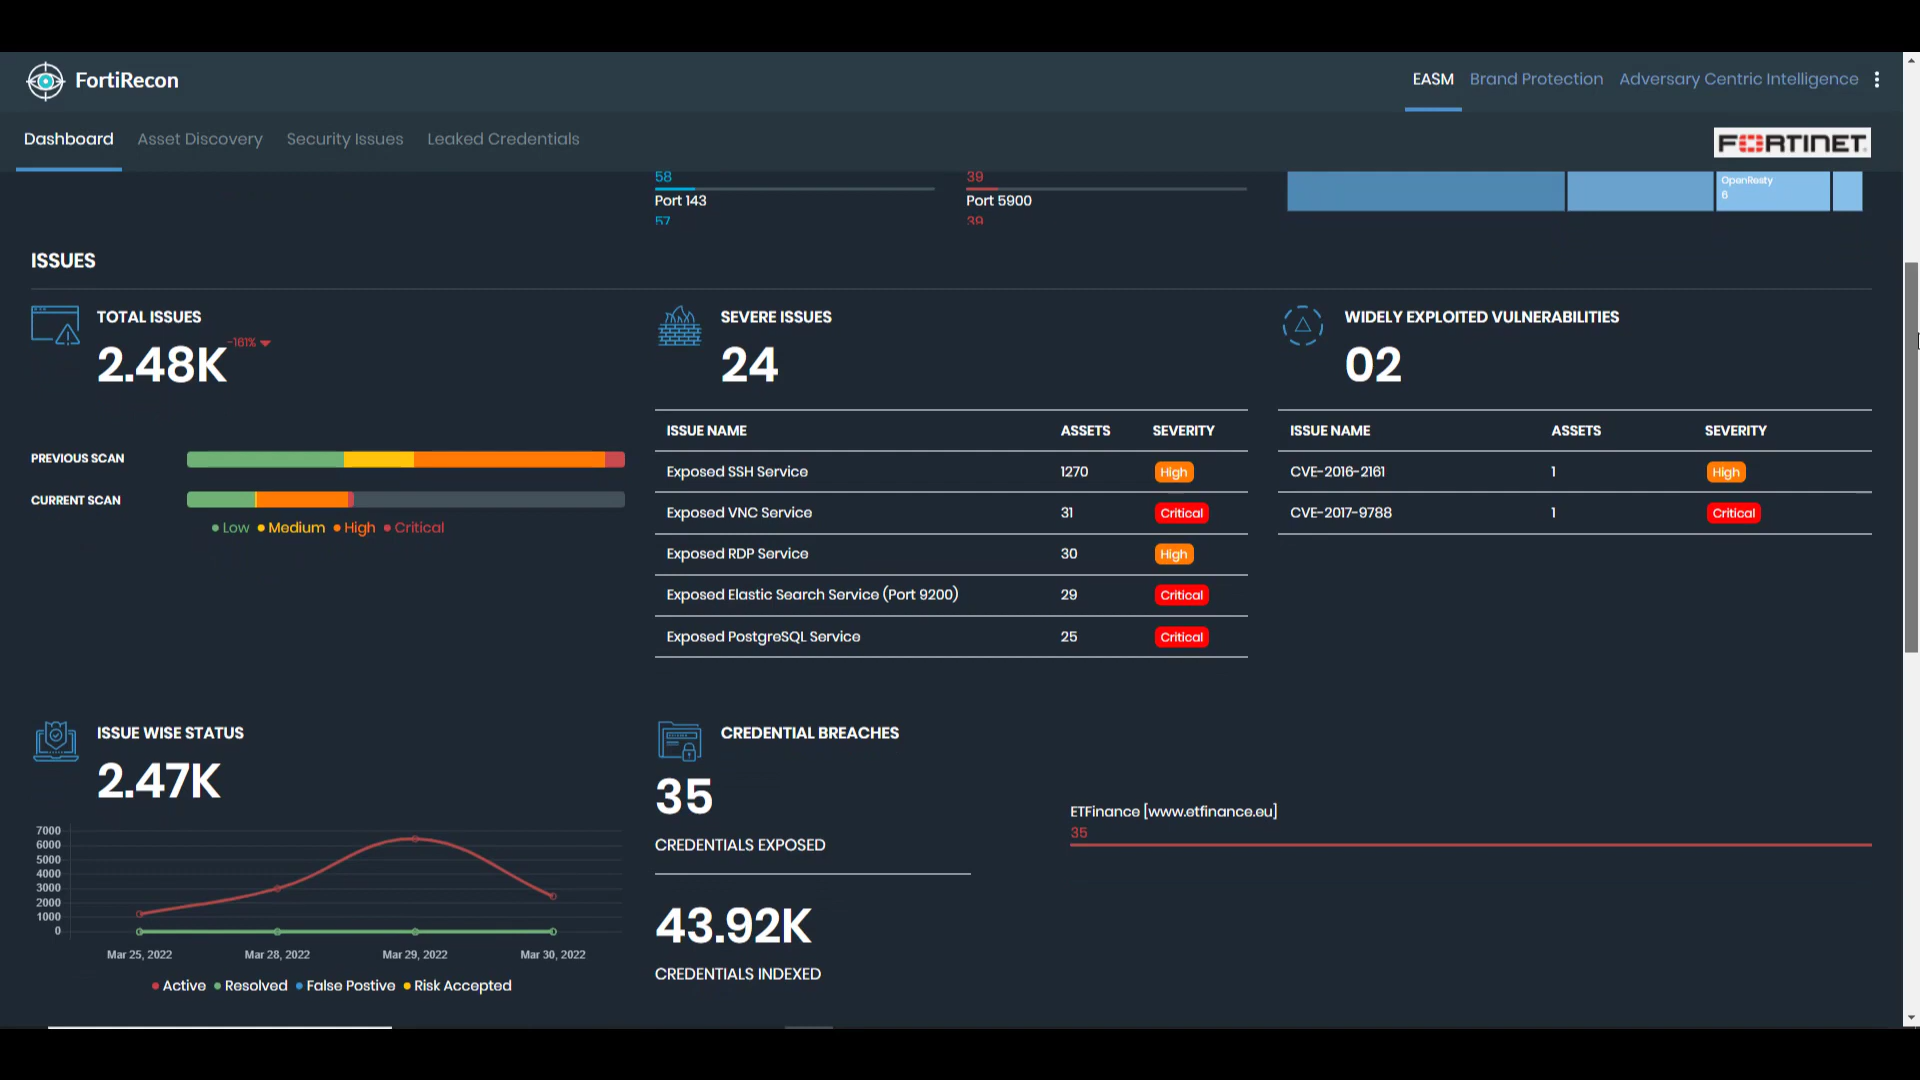 FortiRecon
EASM Brand Protection Adversary Centric Intelligence
Dashboard Asset Discovery Security Issues Leaked Credentials
FORTINET
58 39
Port 143 Port 5900
57 39
OpenResty
6
ISSUES
TOTAL ISSUES
2.48K -161%
PREVIOUS SCAN
CURRENT SCAN
Low Medium High Critical
SEVERE ISSUES
24
ISSUE NAME ASSETS SEVERITY
Exposed SSH Service 1270 High
Exposed VNC Service 31 Critical
Exposed RDP Service 30 High
Exposed Elastic Search Service (Port 9200) 29 Critical
Exposed PostgreSQL Service 25 Critical
WIDELY EXPLOITED VULNERABILITIES
02
ISSUE NAME ASSETS SEVERITY
CVE-2016-2161 1 High
CVE-2017-9788 1 Critical
ISSUE WISE STATUS
2.47K
7000
6000
5000
4000
3000
2000
1000
0
Mar 25, 2022 Mar 28, 2022 Mar 29, 2022 Mar 30, 2022
Active Resolved False Postive Risk Accepted
CREDENTIAL BREACHES
35
CREDENTIALS EXPOSED
43.92K
CREDENTIALS INDEXED
ETFinance [www.etfinance.eu]
35